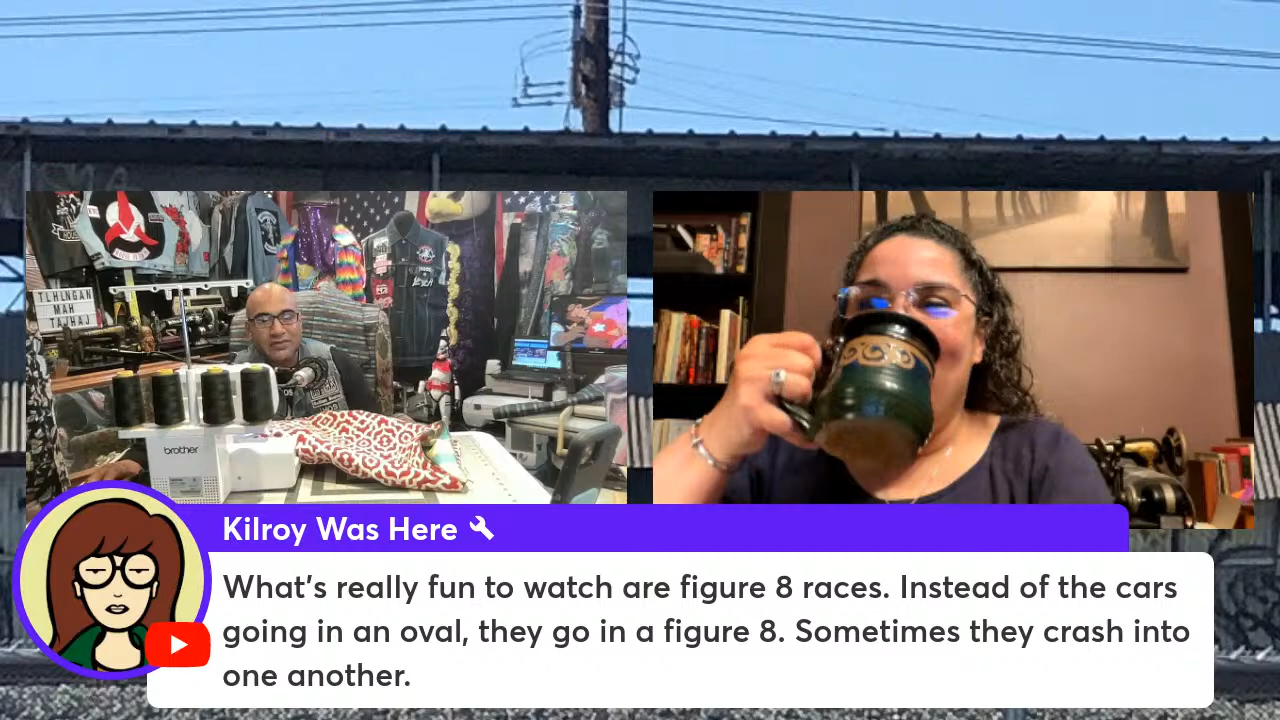 TLHINGAN
MAH
TAJHAJ
brother
Kilroy Was Here
What's really fun to watch are figure 8 races. Instead of the cars
going in an oval, they go in a figure 8. Sometimes they crash into
one another.